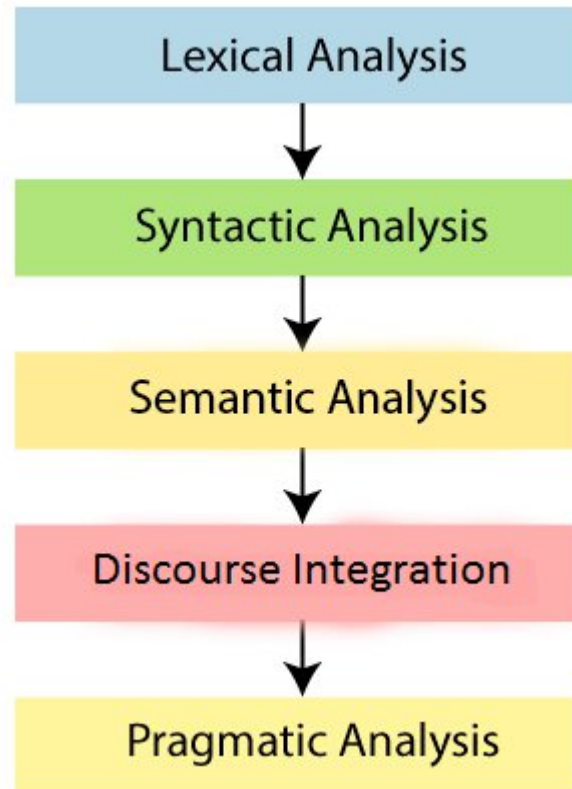 Lexical Analysis
Syntactic Analysis
Semantic Analysis
Discourse Integration
Pragmatic Analysis